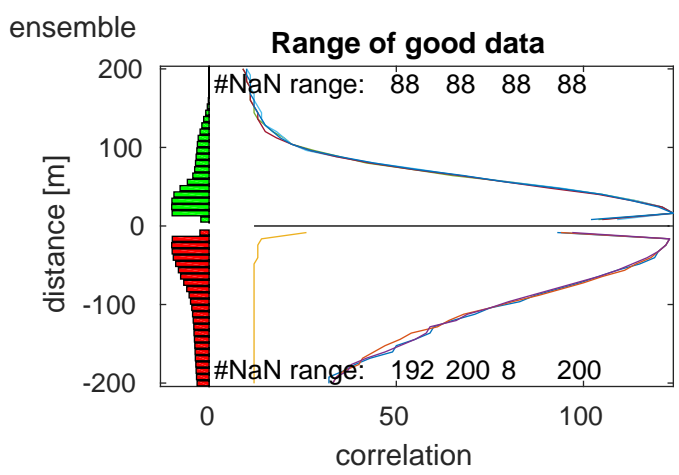 ensemble
Range of good data
200
#NaN range: 88 88 88 88
100
distance [m]
0
-100
#NaN range: 192 200 8 200
-200
0 50 100
correlation